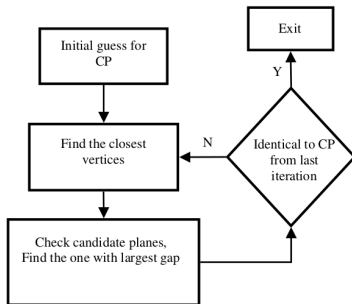 Initial guess for
CP
Exit
Y
Find the closest
vertices
N
Identical to CP
from last
iteration
Check candidate planes,
Find the one with largest gap